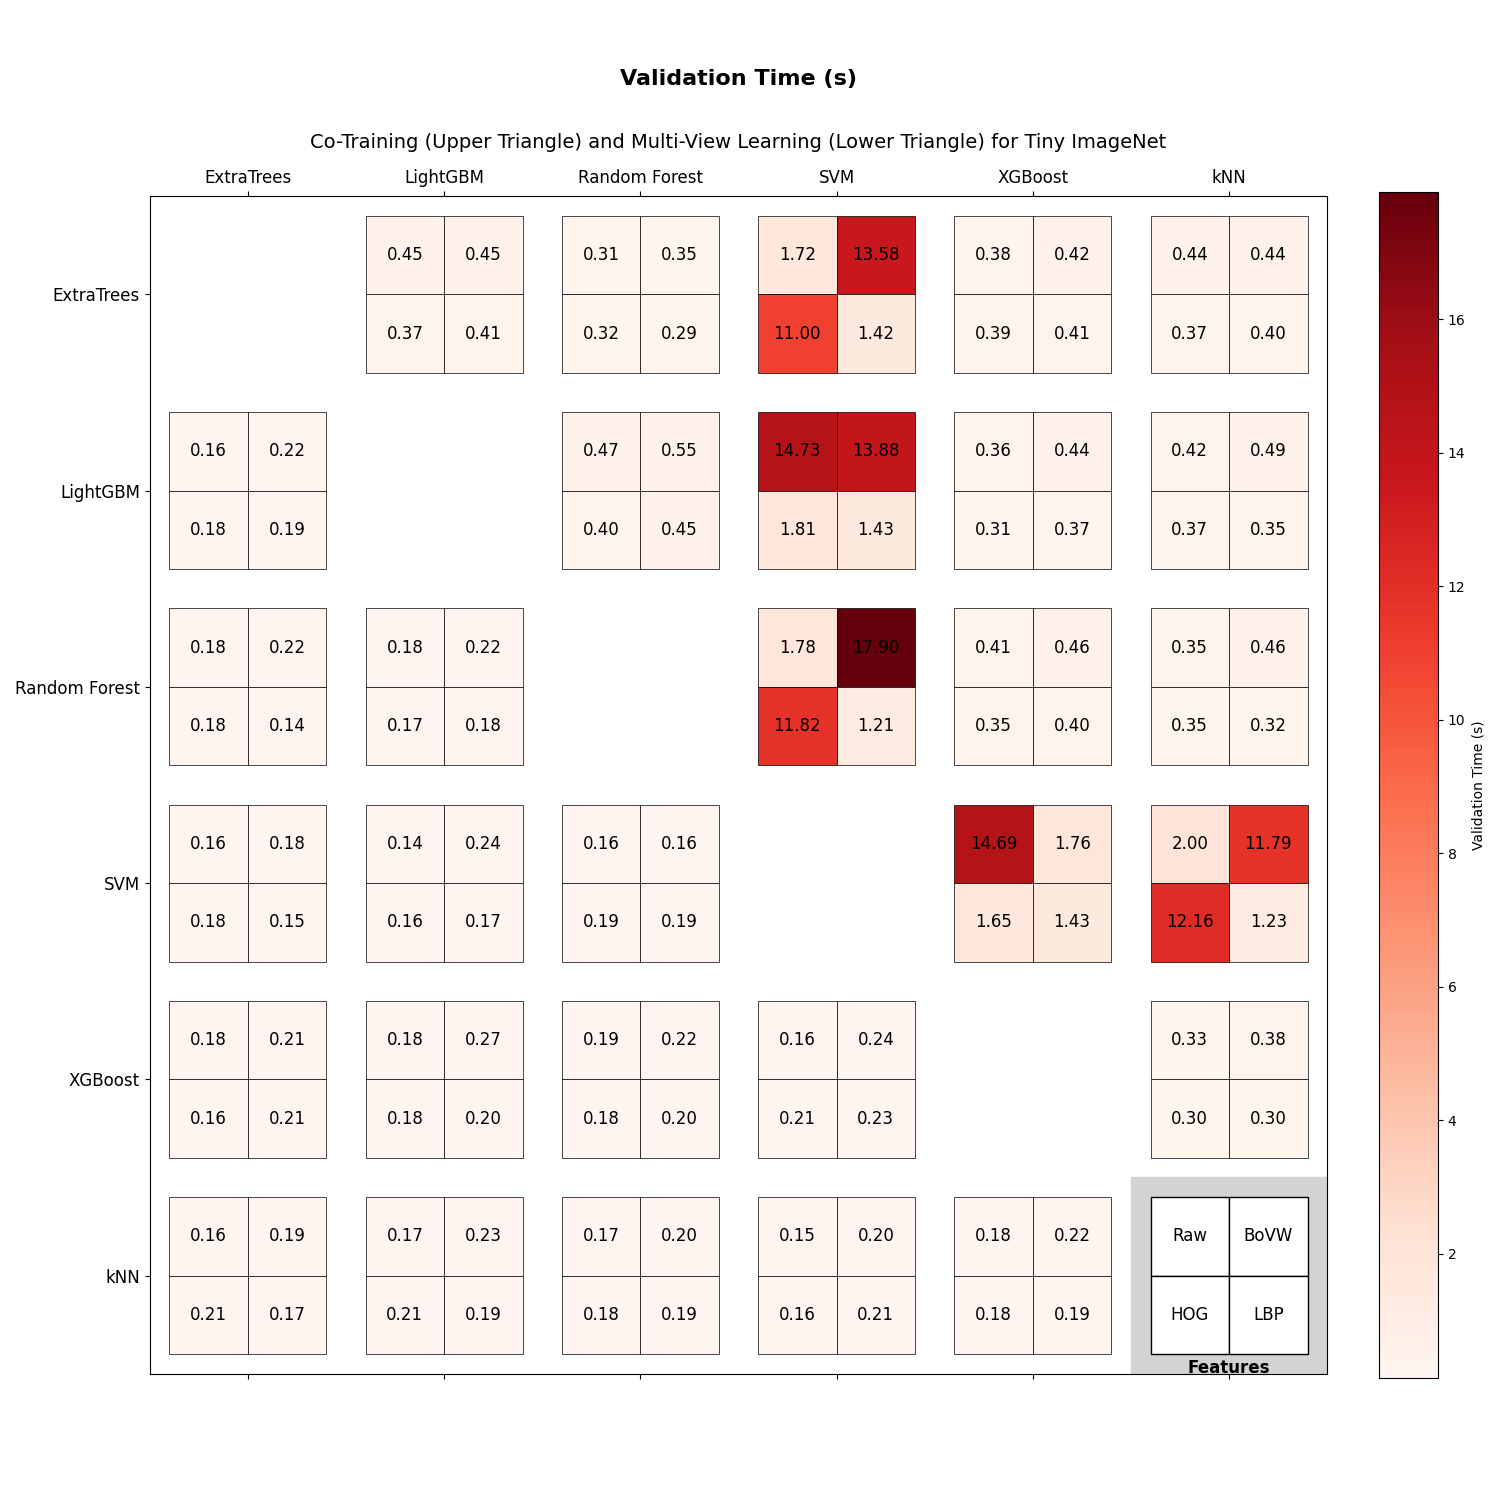 Validation Time (s)
Co-Training (Upper Triangle) and Multi-View Learning (Lower Triangle) for Tiny ImageNet
ExtraTrees LightGBM Random Forest SVM XGBoost kNN
0.45 0.45 0.31 0.35 1.72 13.58 0.38 0.42 0.44 0.44
ExtraTrees
0.37 0.41 0.32 0.29 11.00 1.42 0.39 0.41 0.37 0.40
0.16 0.22 0.47 0.55 14.73 13.88 0.36 0.44 0.42 0.49
LightGBM
0.18 0.19 0.40 0.45 1.81 1.43 0.31 0.37 0.37 0.35
0.18 0.22 0.18 0.22 1.78 17.90 0.41 0.46 0.35 0.46
Random Forest
0.18 0.14 0.17 0.18 11.82 1.21 0.35 0.40 0.35 0.32
0.16 0.18 0.14 0.24 0.16 0.16 14.69 1.76 2.00 11.79
SVM
0.18 0.15 0.16 0.17 0.19 0.19 1.65 1.43 12.16 1.23
0.18 0.21 0.18 0.27 0.19 0.22 0.16 0.24 0.33 0.38
XGBoost
0.16 0.21 0.18 0.20 0.18 0.20 0.21 0.23 0.30 0.30
0.16 0.19 0.17 0.23 0.17 0.20 0.15 0.20 0.18 0.22 Raw BoVW
kNN
0.21 0.17 0.21 0.19 0.18 0.19 0.16 0.21 0.18 0.19 HOG LBP
Features
16
14
12
10
8
6
4
2
Validation Time (s)